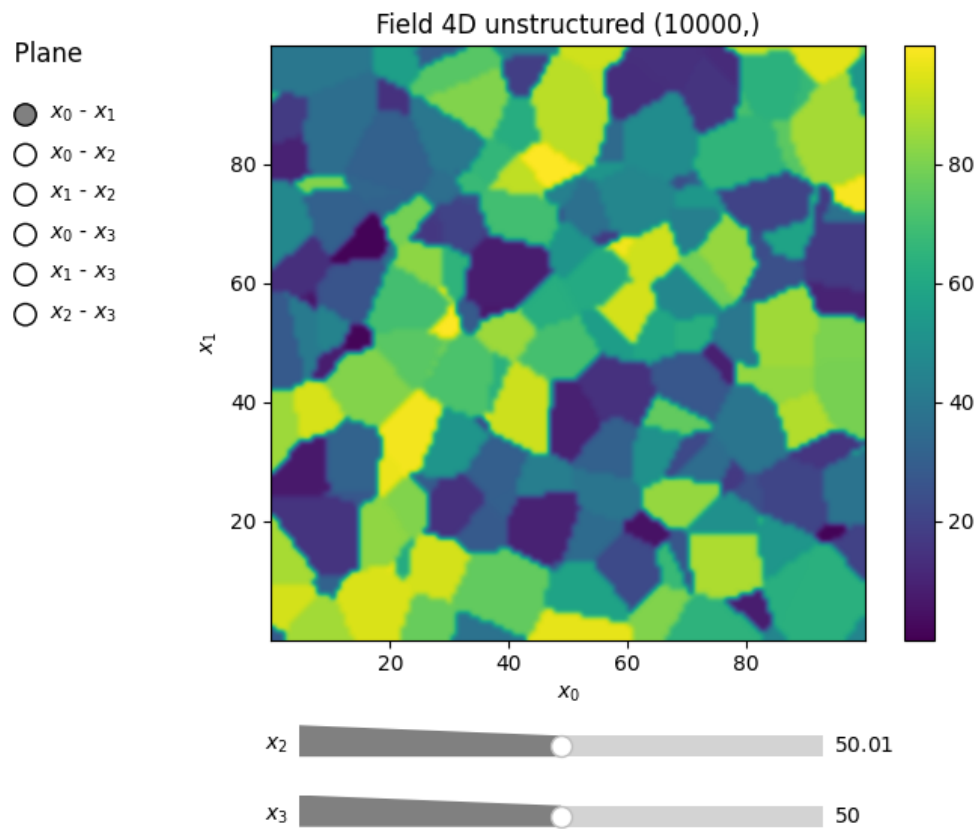 Field 4D unstructured (10000,)
Plane
x₀ - x₁
x₀ - x₂
x₁ - x₂
x₀ - x₃
x₁ - x₃
x₂ - x₃
80
60
40
20
x₁
20 40 60 80
x₀
80
60
40
20
x₂ 50.01
x₃ 50